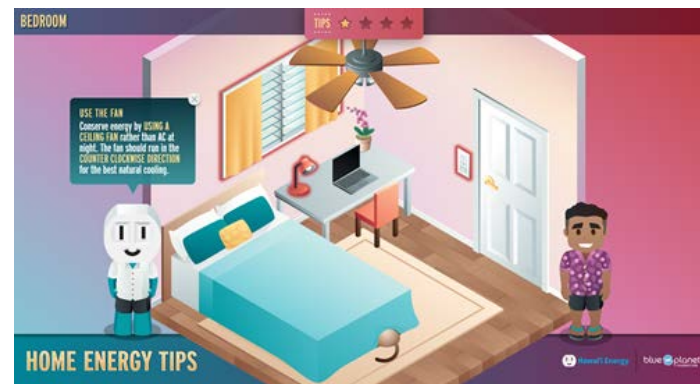 BEDROOM
TIPS
USE THE FAN
Conserve energy by USING A
CEILING FAN rather than AC at
night. The fan should run in the
COUNTER CLOCKWISE DIRECTION
for the best natural cooling.
HOME ENERGY TIPS
Hawai'i Energy
blue planet